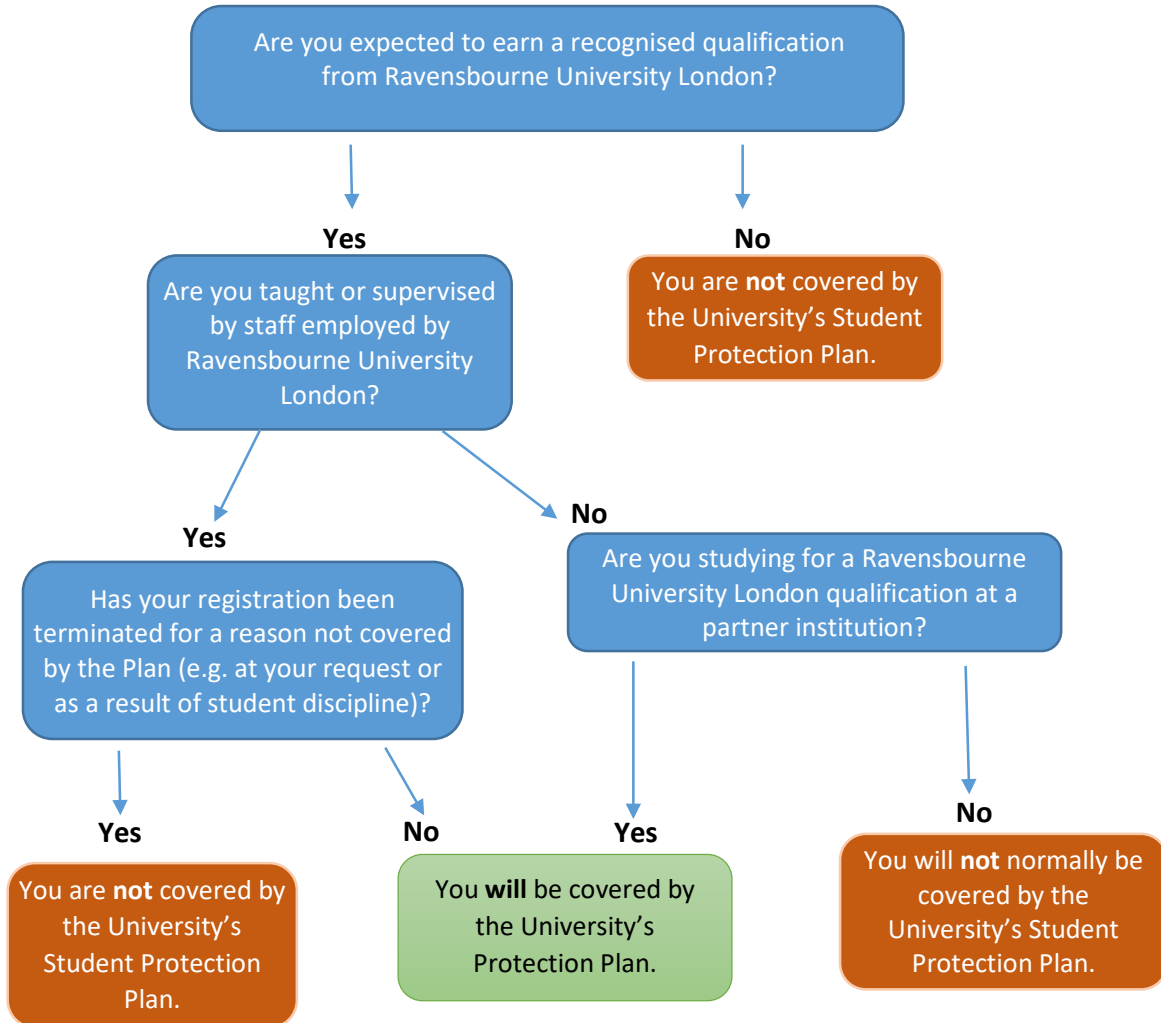 Are you expected to earn a recognised qualification
from Ravensbourne University London?
Yes
No
Are you taught or supervised
by staff employed by
Ravensbourne University
London?
You are not covered by
the University’s Student
Protection Plan.
Yes
No
Has your registration been
terminated for a reason not covered
by the Plan (e.g. at your request or
as a result of student discipline)?
Are you studying for a Ravensbourne
University London qualification at a
partner institution?
Yes
No
Yes
No
You are not covered by
the University’s
Student Protection
Plan.
You will be covered by
the University’s
Protection Plan.
You will not normally be
covered by the
University’s Student
Protection Plan.